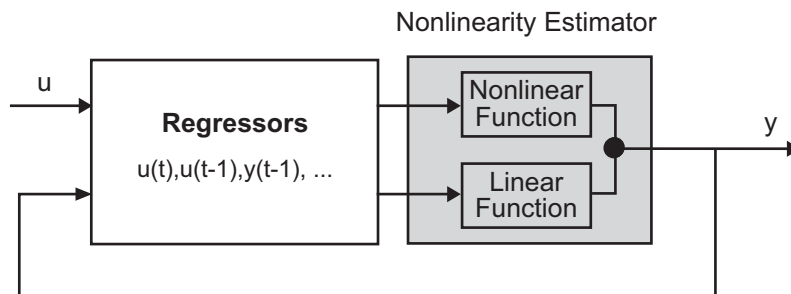 Nonlinearity Estimator
u
Regressors
u(t),u(t-1),y(t-1), ...
Nonlinear
Function
Linear
Function
y